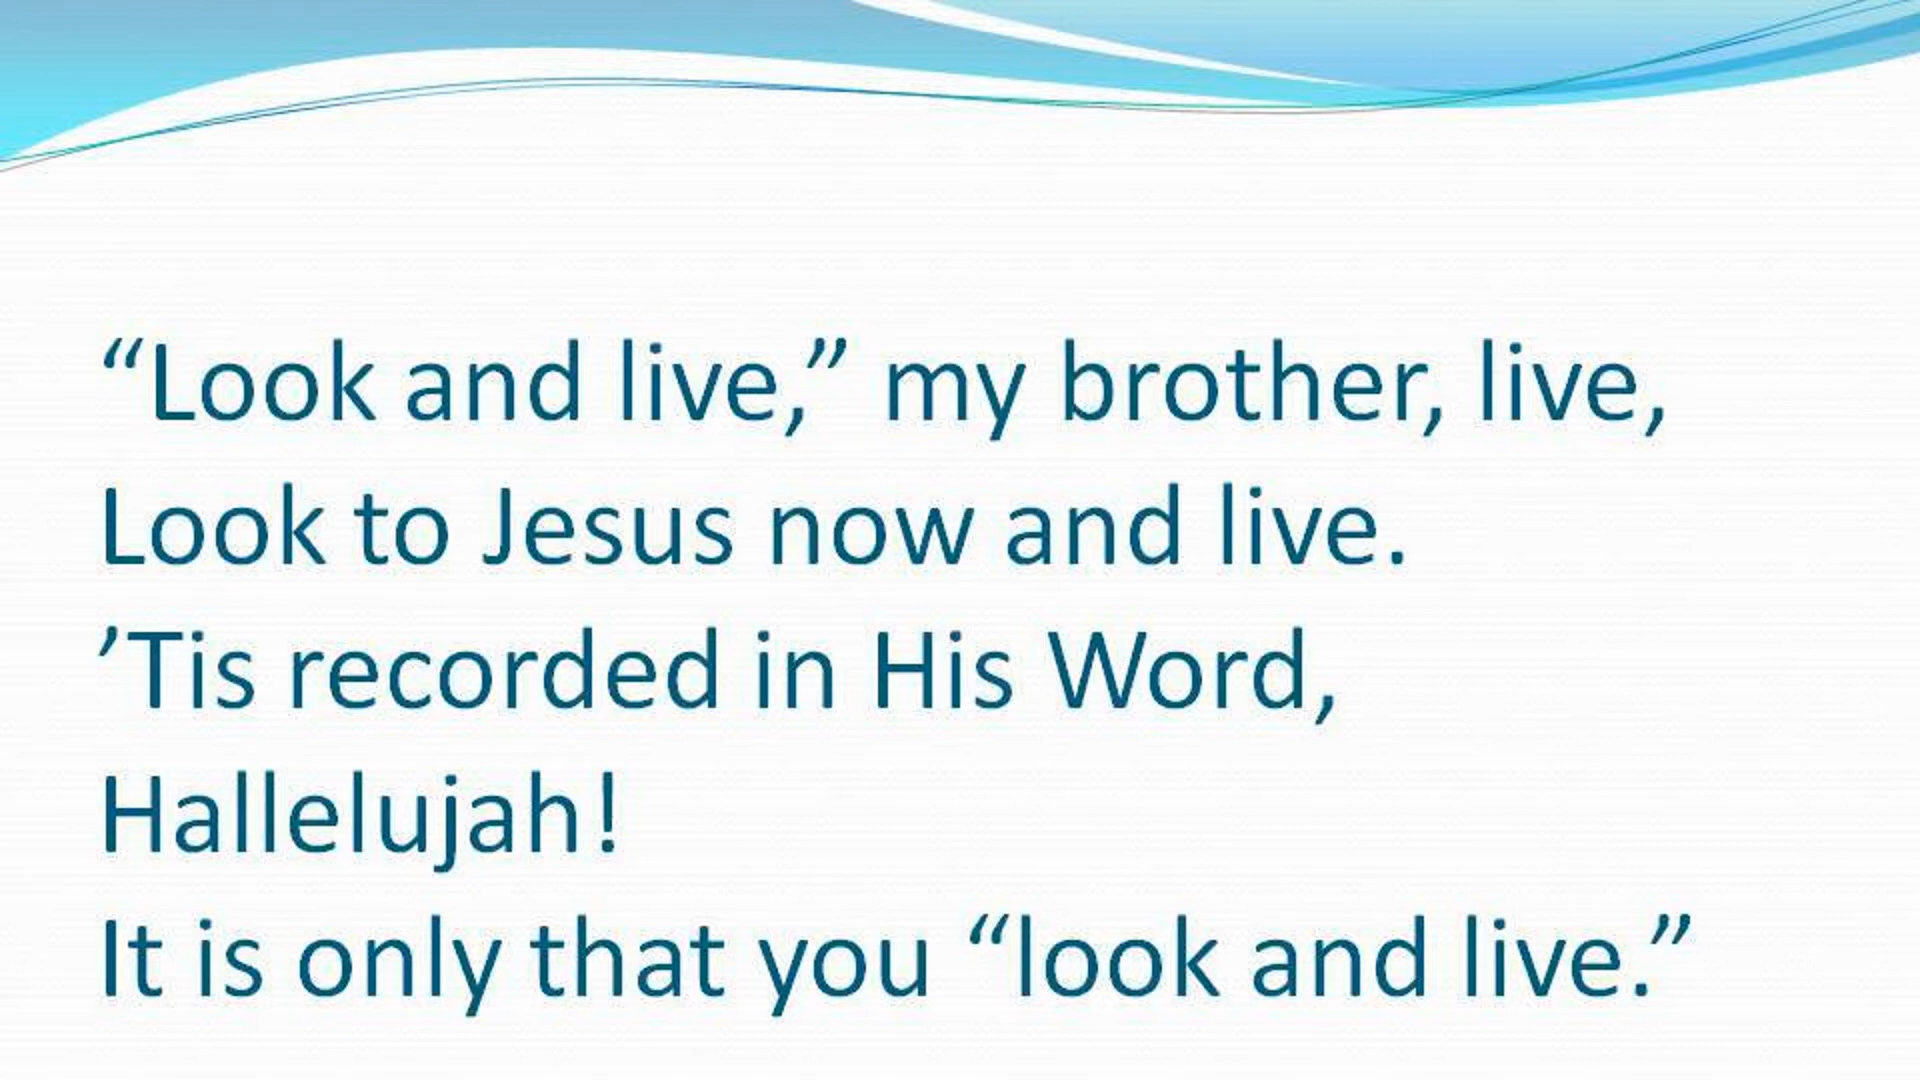 “Look and live,” my brother, live,
Look to Jesus now and live.
’Tis recorded in His Word,
Hallelujah!
It is only that you “look and live.”